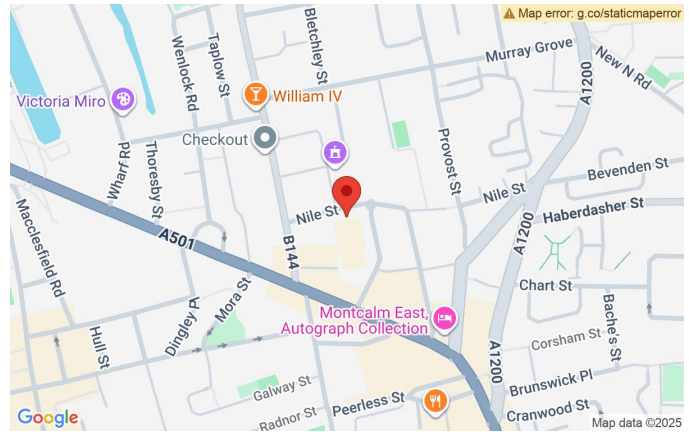 Map error: g.co/staticmaperror
Bletchley St
Taplow St
Wenlock Rd
Murray Grove
New N Rd
A1200
Victoria Miro
William IV
Checkout
Provost St
Wharf Rd
Thoresby St
Bevenden St
Nile St
Nile St
Haberdasher St
Macclesfield Rd
A501
B144
A1200
Mora St
Chart St
Dingley Pl
Montcalm East,
Autograph Collection
Hull St
Bache's St
Corsham St
A1200
Galway St
Brunswick Pl
Peerless St
Radnor St
Cranwood St
Google
Map data ©2025